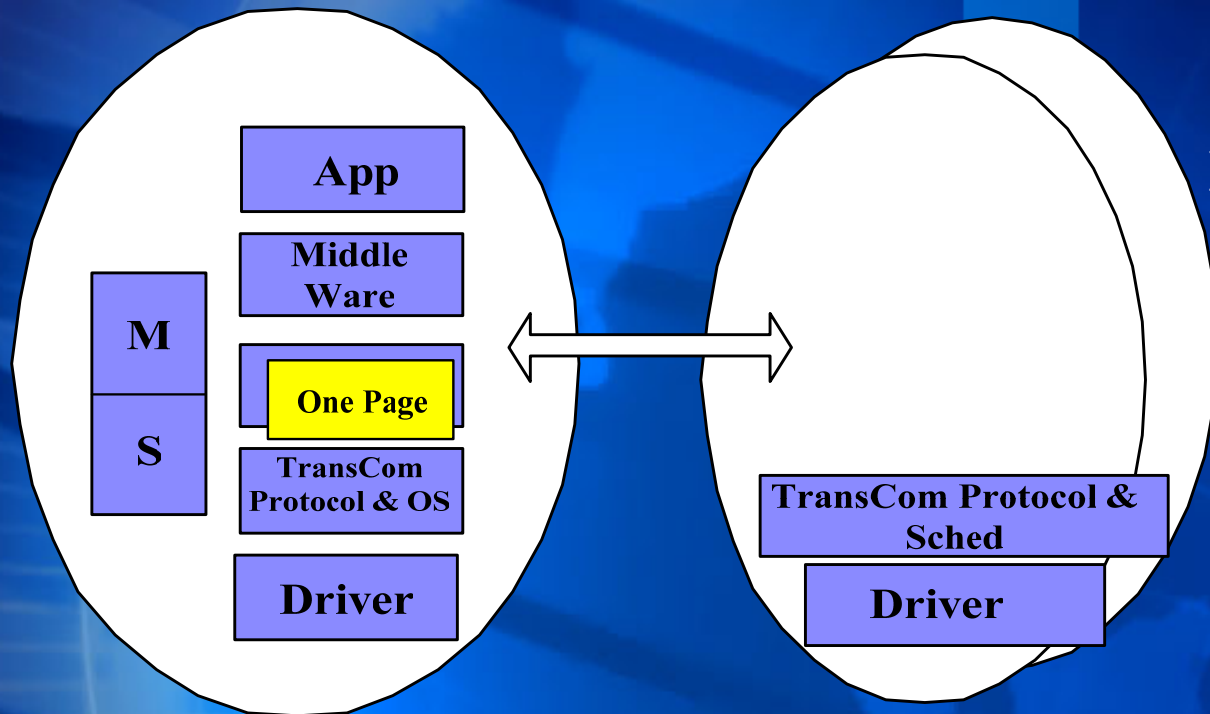 App
Middle
Ware
M
One Page
S
TransCom
Protocol & OS
Driver
TransCom Protocol &
Sched
Driver